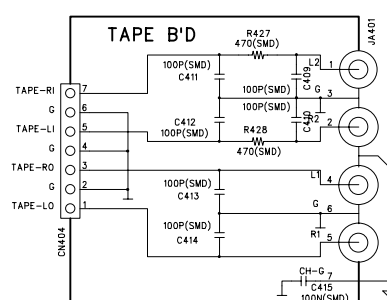 TAPE B'D
R427
470(SMD)
JA401
L2
1
100P(SMD)
C411
C409
TAPE-RI
7
100P(SMD)
G
3
G
6
100P(SMD)
C412
100P(SMD)
C410
R2
2
TAPE-LI
5
R428
470(SMD)
G
4
TAPE-RO
3
L1
4
100P(SMD)
C413
G
2
G
6
TAPE-LO
1
100P(SMD)
C414
R1
5
CN404
CH-G
7
C415
100N(SMD)